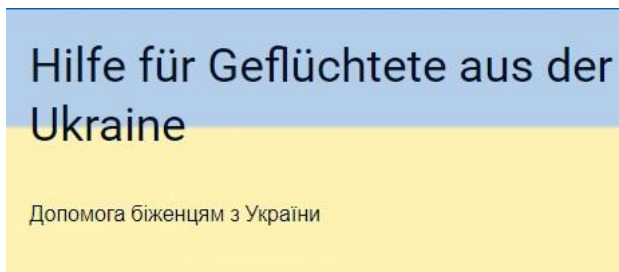 Hilfe für Geflüchtete aus der
Ukraine
Допомога біженцям з України